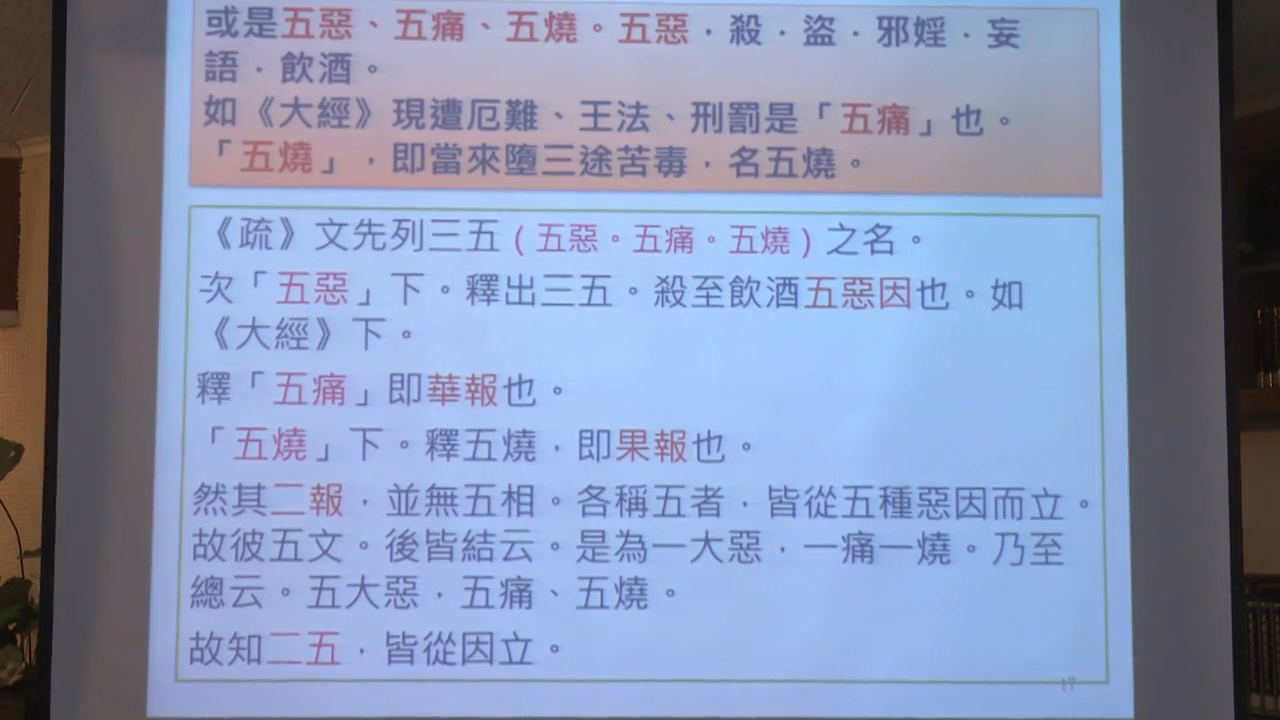 或是五惡、五痛、五燒。五惡，殺．盜．邪婬．妄
語．飲酒。
如《大經》現遭厄難、王法、刑罰是「五痛」也。
「五燒」，即當來墮三途苦毒，名五燒。
《疏》文先列三五（五惡。五痛。五燒）之名。
次「五惡」下。釋出三五。殺至飲酒五惡因也。如
《大經》下。
釋「五痛」即華報也。
「五燒」下。釋五燒，即果報也。
然其二報，並無五相。各稱五者，皆從五種惡因而立。
故彼五文。後皆結云。是為一大惡，一痛一燒。乃至
總云。五大惡，五痛、五燒。
故知二五，皆從因立。
17